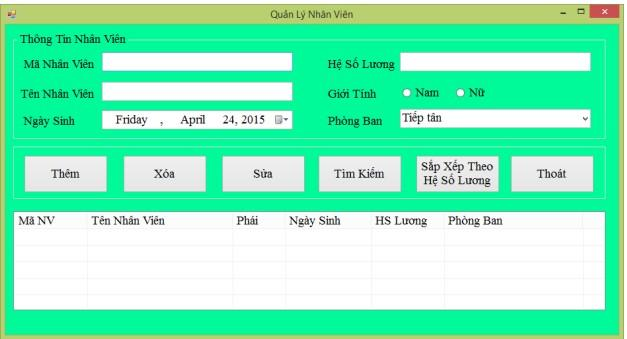 Quản Lý Nhân Viên
Thông Tin Nhân Viên
Mã Nhân Viên
Hệ Số Lương
Tên Nhân Viên
Giới Tính
Nam
Nữ
Ngày Sinh
Friday , April 24, 2015
Phòng Ban
Tiếp tân
Thêm
Xóa
Sửa
Tìm Kiếm
Sắp Xếp Theo
Hệ Số Lương
Thoát
Mã NV Tên Nhân Viên Phái Ngày Sinh HS Lương Phòng Ban